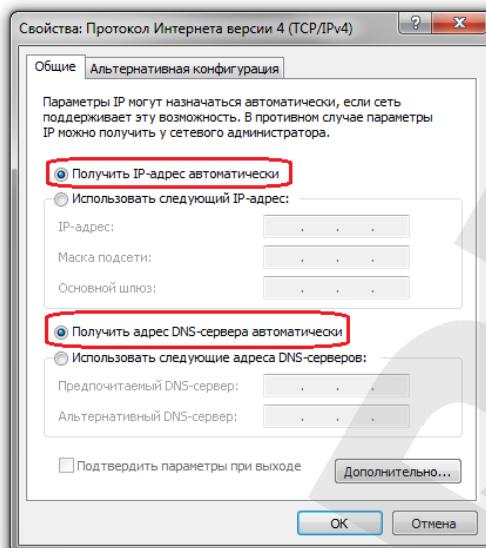 Свойства: Протокол Интернета версии 4 (TCP/IPv4)
Общие
Альтернативная конфигурация
Параметры IP могут назначаться автоматически, если сеть
поддерживает эту возможность. В противном случае параметры
IP можно получить у сетевого администратора.
Получить IP-адрес автоматически
Использовать следующий IP-адрес:
IP-адрес:
Маска подсети:
Основной шлюз:
Получить адрес DNS-сервера автоматически
Использовать следующие адреса DNS-серверов:
Предпочитаемый DNS-сервер:
Альтернативный DNS-сервер:
Подтвердить параметры при выходе
Дополнительно...
ОК
Отмена